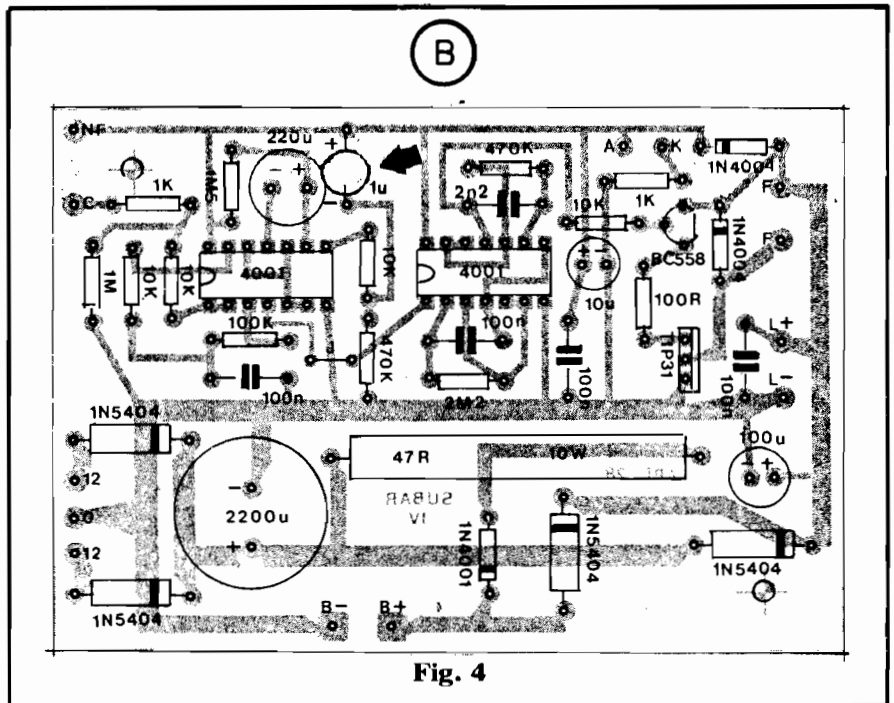 B
NF
220u
+
470K
A
K
1N4004
- +
1M5
1u
2n2
1K
F
C
1K
-
10K
BC558
1N4004
F
4001
10K
4001
10u
100R
1M
10K
10K
100K
470K
100n
TIP31
L+
100n
100n
2M2
100n
L-
1N5404
100u
12
47R
10W
+
-
0
2200u
SUBAR
IV
12
+
1N4001
1N5404
1N5404
1N5404
B-
B+
Fig. 4